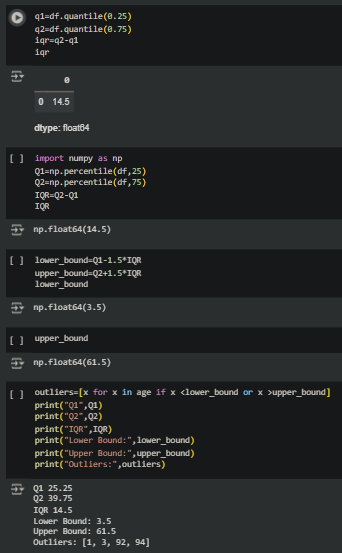 q1=df.quantile(0.25)
q2=df.quantile(0.75)
iqr=q2-q1
iqr
0
0 14.5
dtype: float64
[ ] import numpy as np
Q1=np.percentile(df,25)
Q2=np.percentile(df,75)
IQR=Q2-Q1
IQR
np.float64(14.5)
[ ] lower_bound=Q1-1.5*IQR
upper_bound=Q2+1.5*IQR
lower_bound
np.float64(3.5)
[ ] upper_bound
np.float64(61.5)
[ ] outliers=[x for x in age if x <lower_bound or x >upper_bound]
print("Q1",Q1)
print("Q2",Q2)
print("IQR",IQR)
print("Lower Bound:",lower_bound)
print("Upper Bound:",upper_bound)
print("Outliers:",outliers)
Q1 25.25
Q2 39.75
IQR 14.5
Lower Bound: 3.5
Upper Bound: 61.5
Outliers: [1, 3, 92, 94]